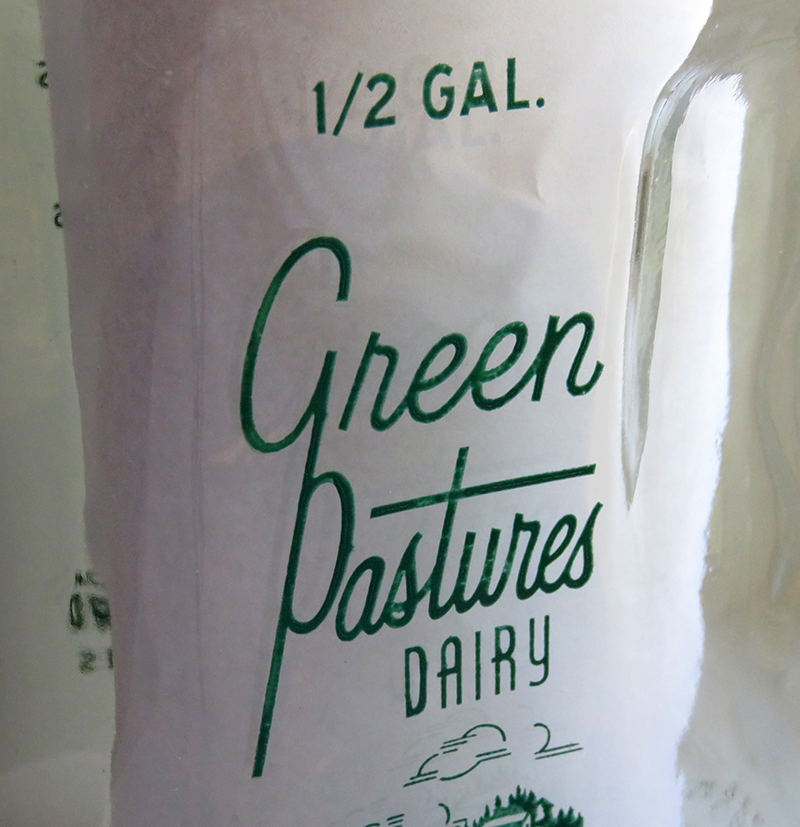 1/2 GAL.
Green
Pastures
DAIRY